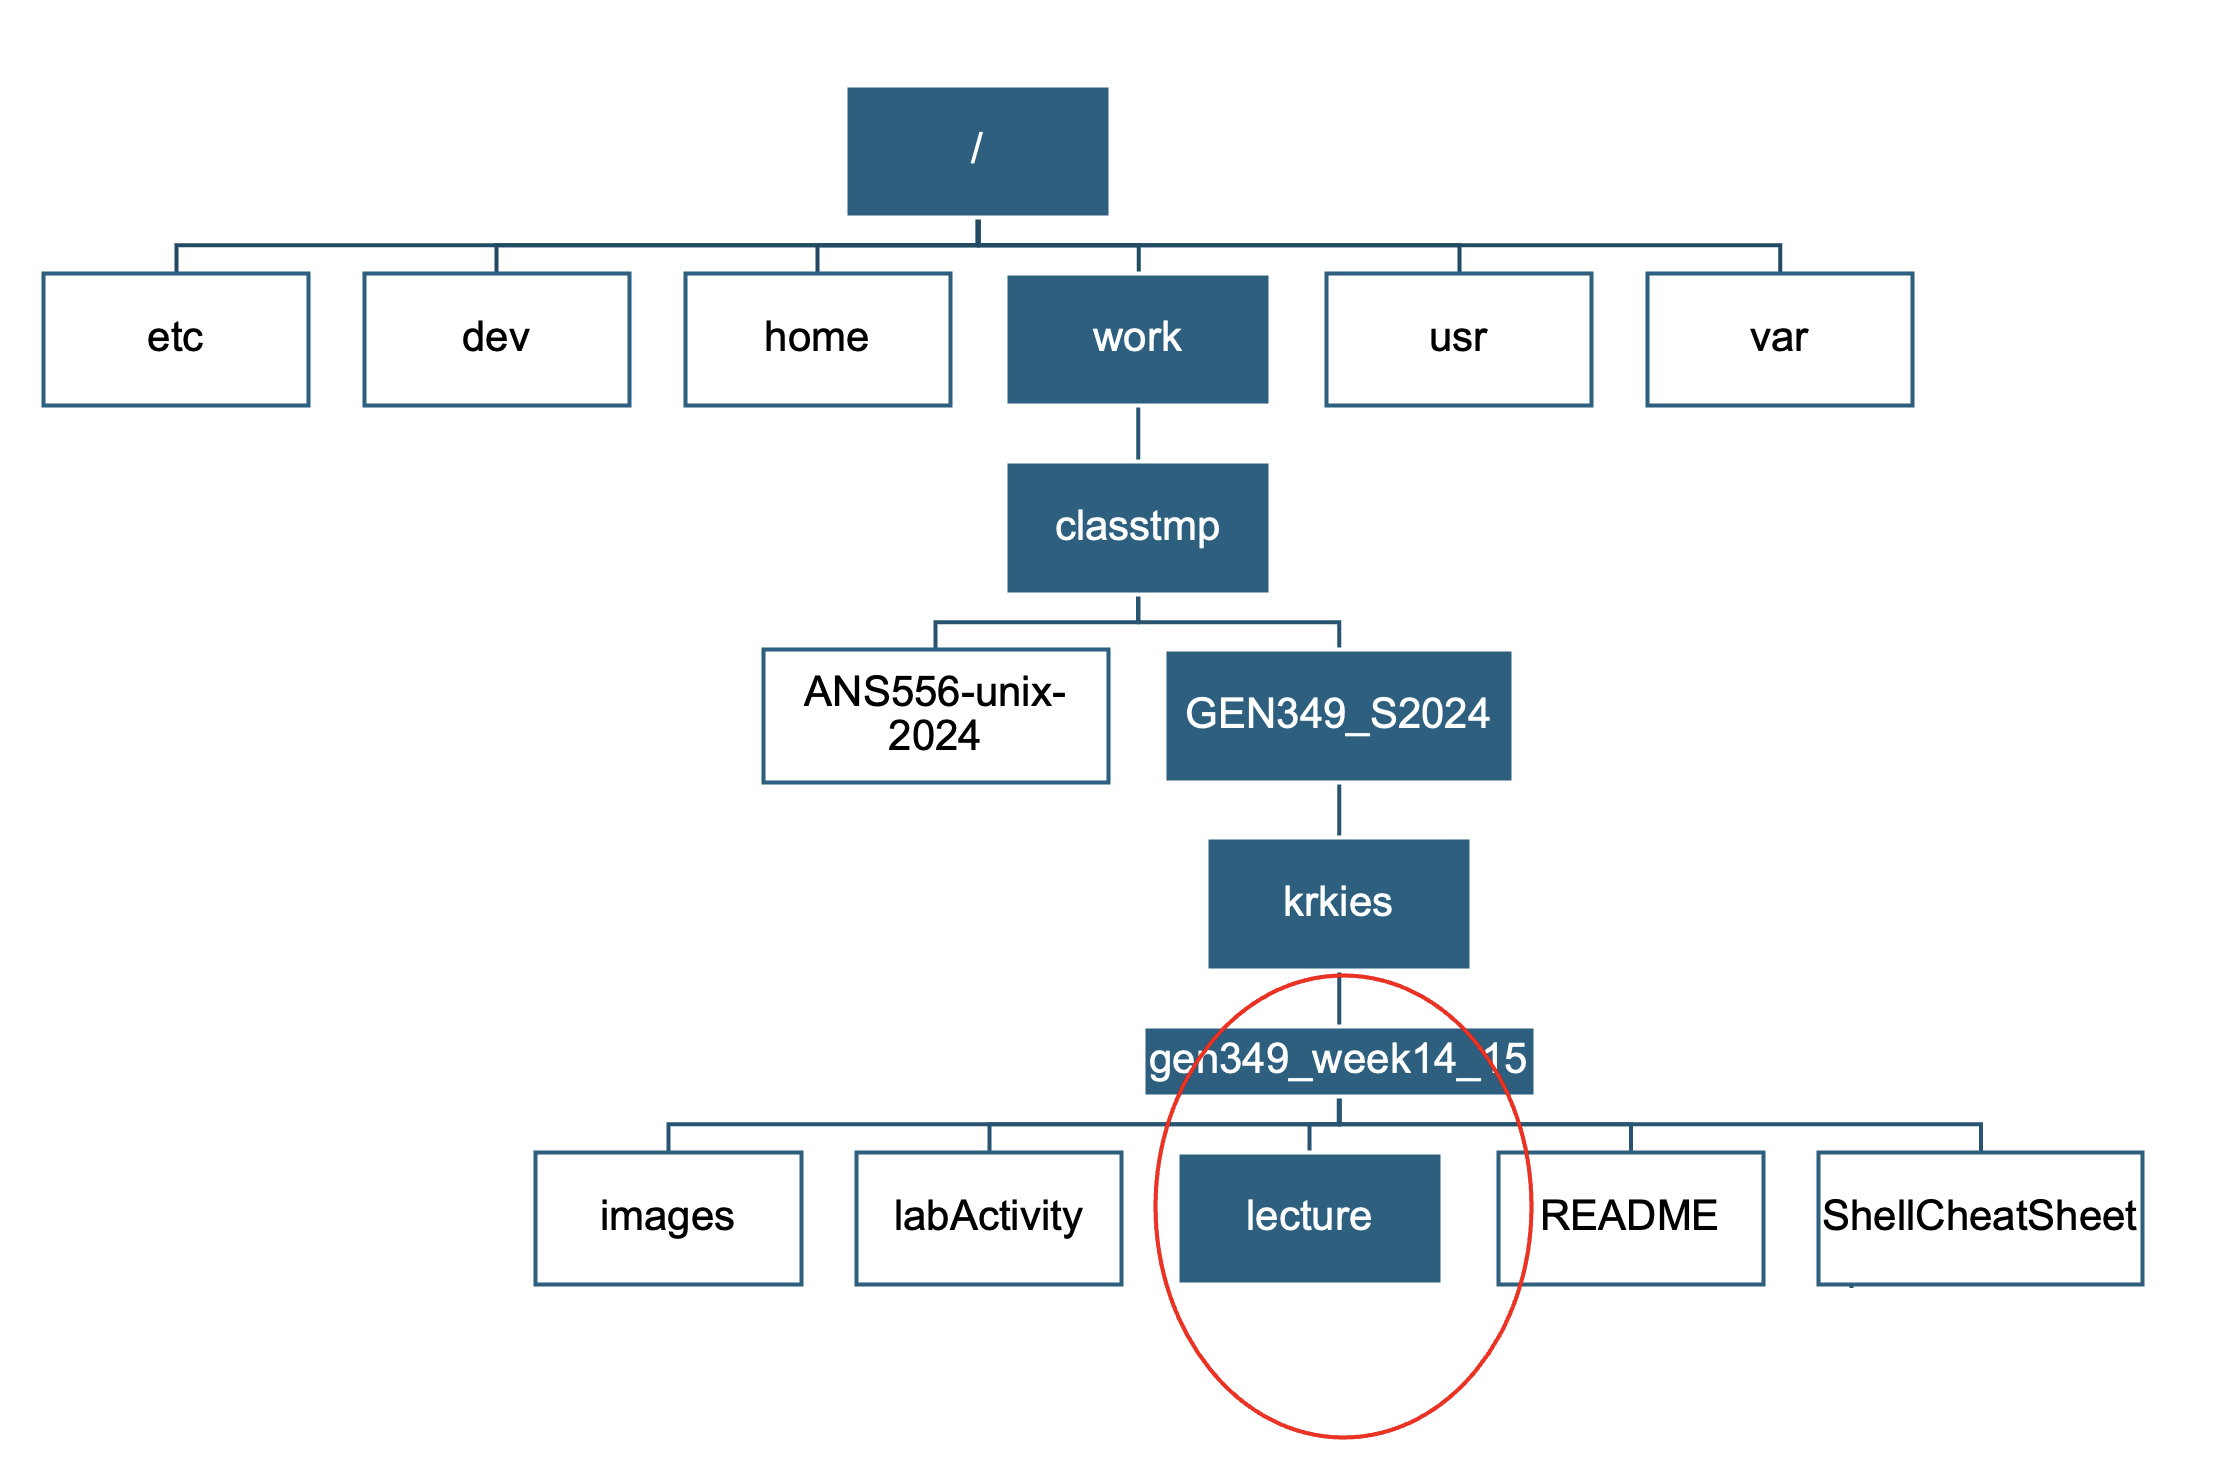 /
etc
dev
home
work
usr
var
classtmp
ANS556-unix-
2024
GEN349_S2024
krkies
gen349_week14_15
images
labActivity
lecture
README
ShellCheatSheet